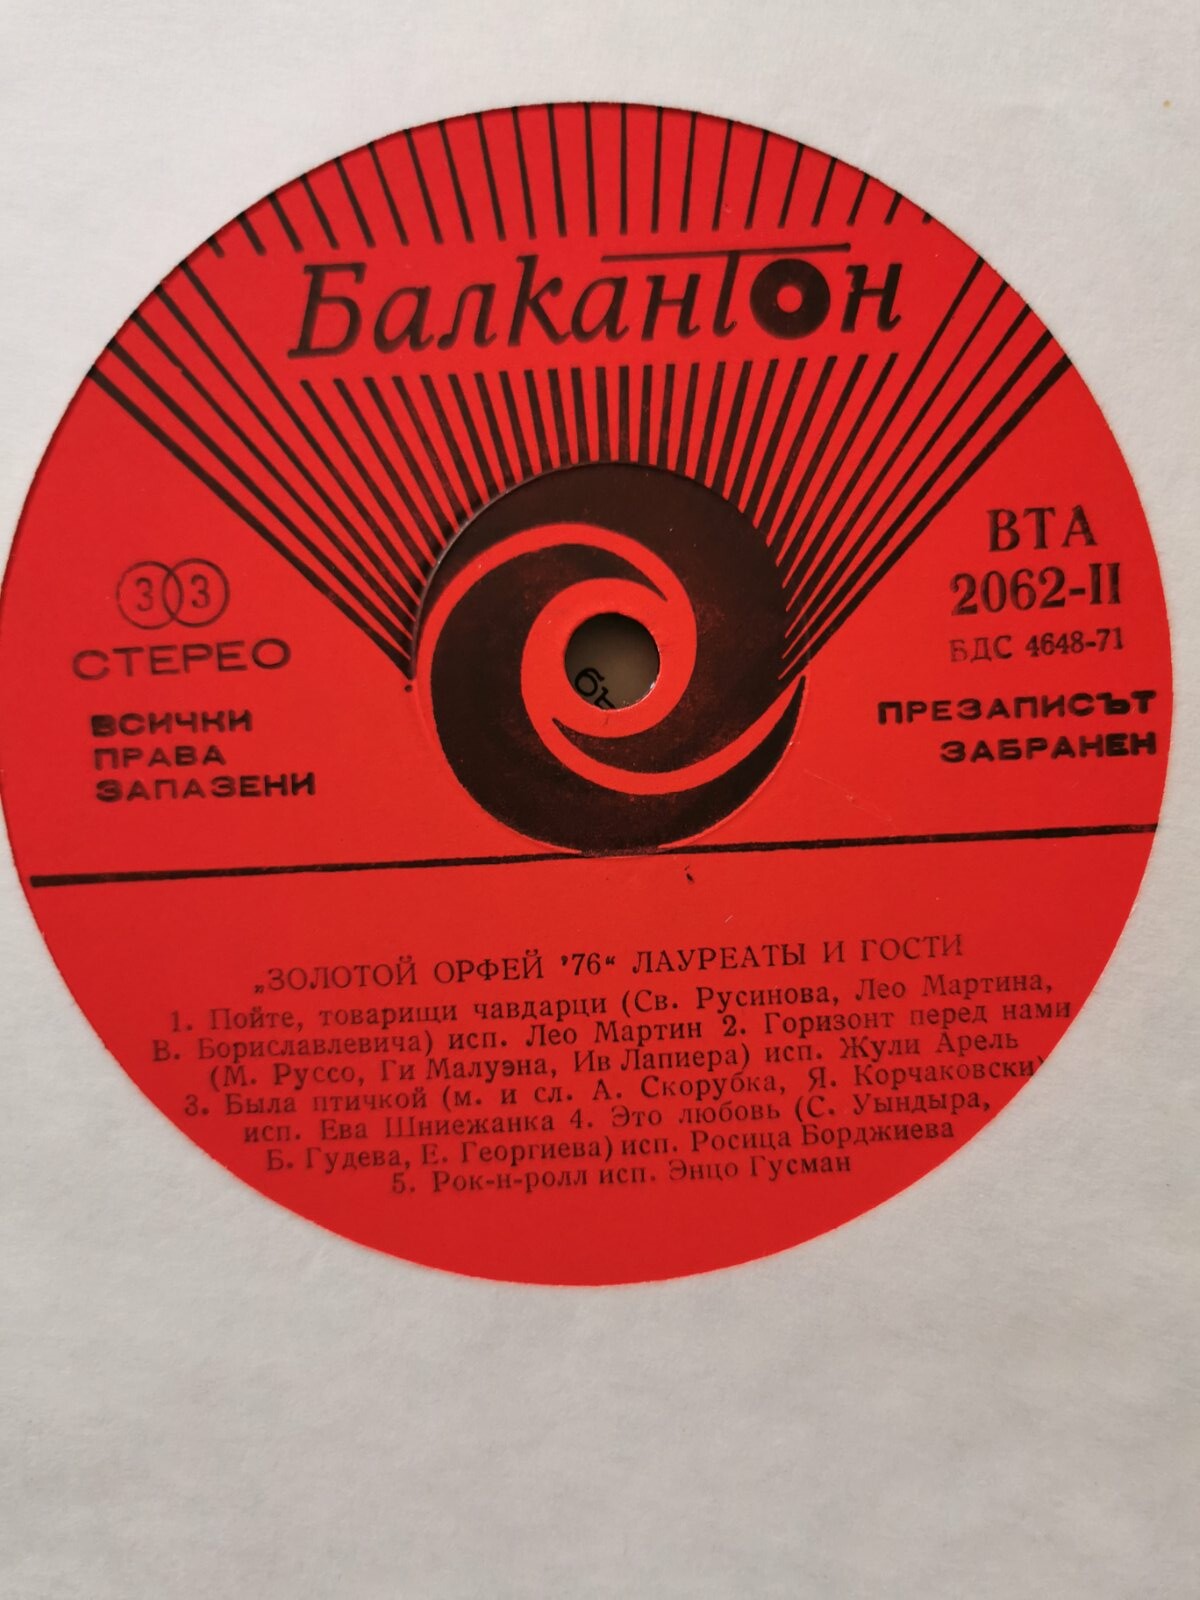 Балкантон
33
СТЕРЕО
ВСИЧКИ
ПРАВА
ЗАПАЗЕНИ
ВТА
2062-II
БДС 4648-71
ПРЕЗАПИСЪТ
ЗАБРАНЕН
„ЗОЛОТОЙ ОРФЕЙ '76“ ЛАУРЕАТЫ И ГОСТИ
1. Пойте, товарищи чавдарци (Св. Русинова, Лео Мартина,
В. Бориславлевича) исп. Лео Мартин 2. Горизонт перед нами
(М. Руссо, Ги Малуэна, Ив Лапиера) исп. Жули Арель
3. Была птичкой (м. и сл. А. Скорубка, Я. Корчаковски)
исп. Ева Шниежанка 4. Это любовь (С. Уындыра,
Б. Гудева, Е. Георгиева) исп. Росица Борджиева
5. Рок-н-ролл исп. Энцо Гусман